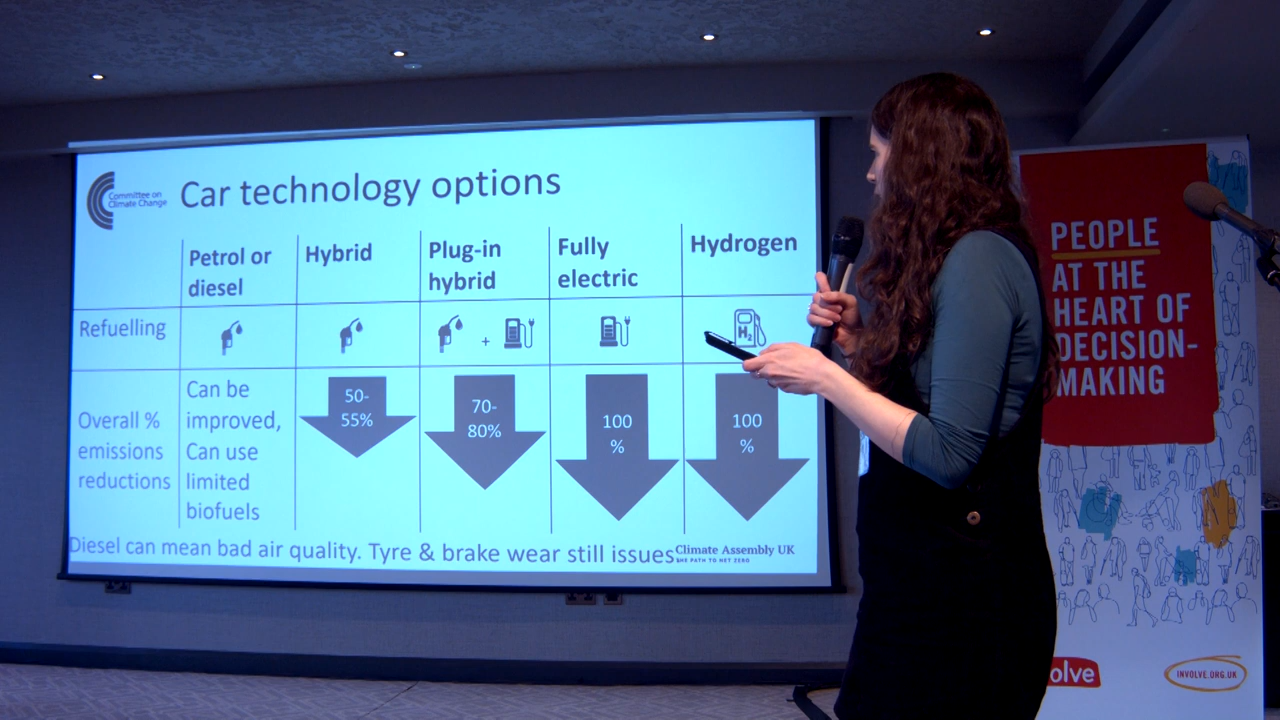 Committee on
Climate Change
Car technology options
Petrol or
diesel
Hybrid
Plug-in
hybrid
Fully
electric
Hydrogen
Refuelling
+
H2
Overall %
emissions
reductions
Can be
improved,
Can use
limited
biofuels
50-
55%
70-
80%
100
%
100
%
Diesel can mean bad air quality. Tyre & brake wear still issues
Climate Assembly UK
THE PATH TO NET ZERO
PEOPLE
AT THE
HEART OF
DECISION-
MAKING
olve
INVOLVE.ORG.UK